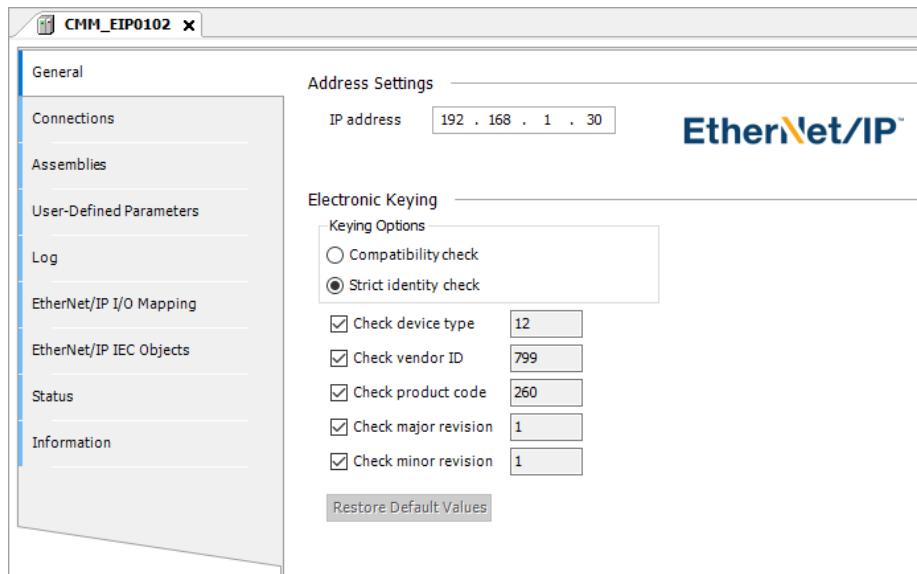 CMM_EIP0102
General
Connections
Assemblies
User-Defined Parameters
Log
EtherNet/IP I/O Mapping
EtherNet/IP IEC Objects
Status
Information
Address Settings
IP address 192 . 168 . 1 . 30
EtherNet/IP™
Electronic Keying
Keying Options
Compatibility check
Strict identity check
Check device type 12
Check vendor ID 799
Check product code 260
Check major revision 1
Check minor revision 1
Restore Default Values